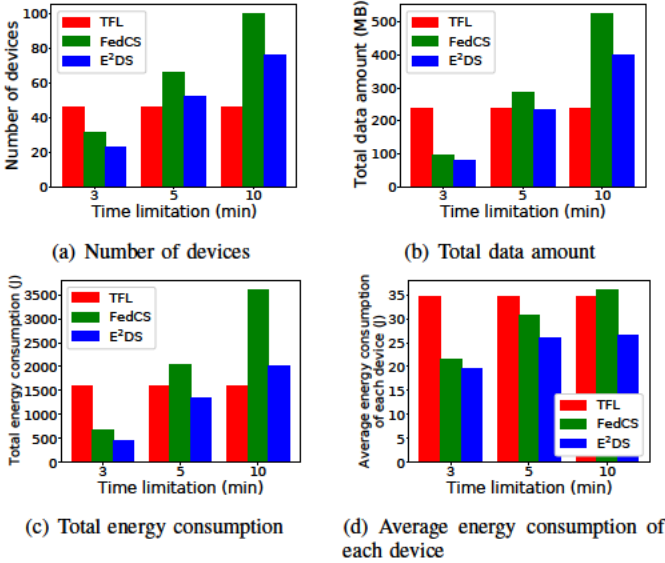 Number of devices
100
80
60
40
20
0
TFL
FedCS
E²DS
3
5
10
Time limitation (min)
(a) Number of devices
Total data amount (MB)
500
400
300
200
100
0
TFL
FedCS
E²DS
3
5
10
Time limitation (min)
(b) Total data amount
Total energy consumption (J)
3500
3000
2500
2000
1500
1000
500
0
TFL
FedCS
E²DS
3
5
10
Time limitation (min)
(c) Total energy consumption
Average energy consumption
of each device (J)
35
30
25
20
15
10
5
0
TFL
FedCS
E²DS
3
5
10
Time limitation (min)
(d) Average energy consumption of
each device